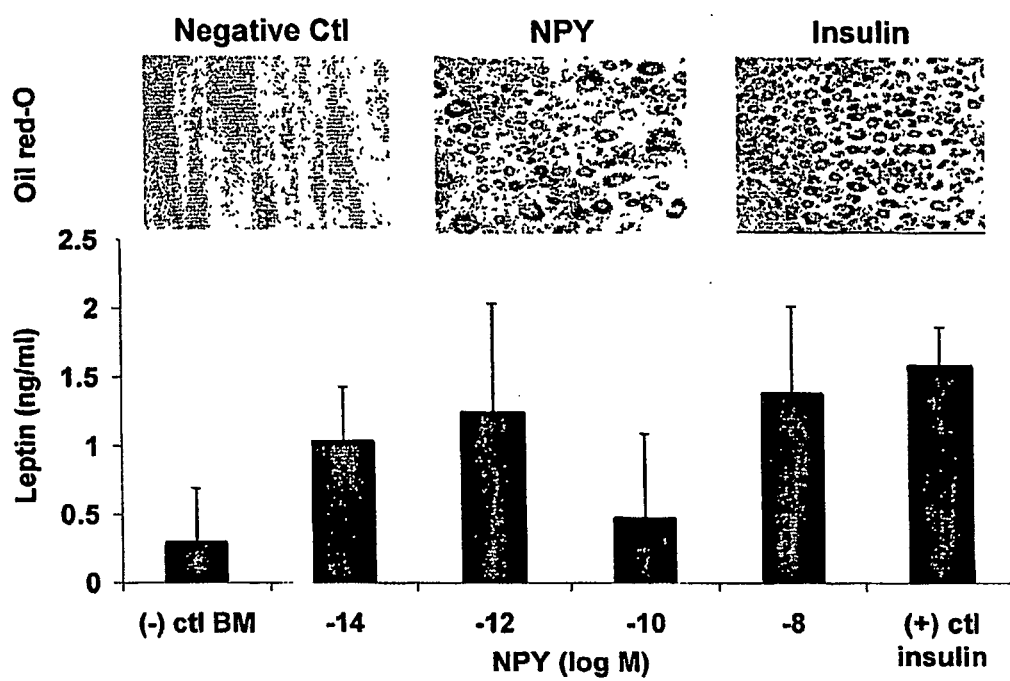 Negative Ctl NPY Insulin
Oil red-O
2.5
2
1.5
1
0.5
0
Leptin (ng/ml)
(-) ctl BM -14 -12 -10 -8 (+) ctl
insulin
NPY (log M)